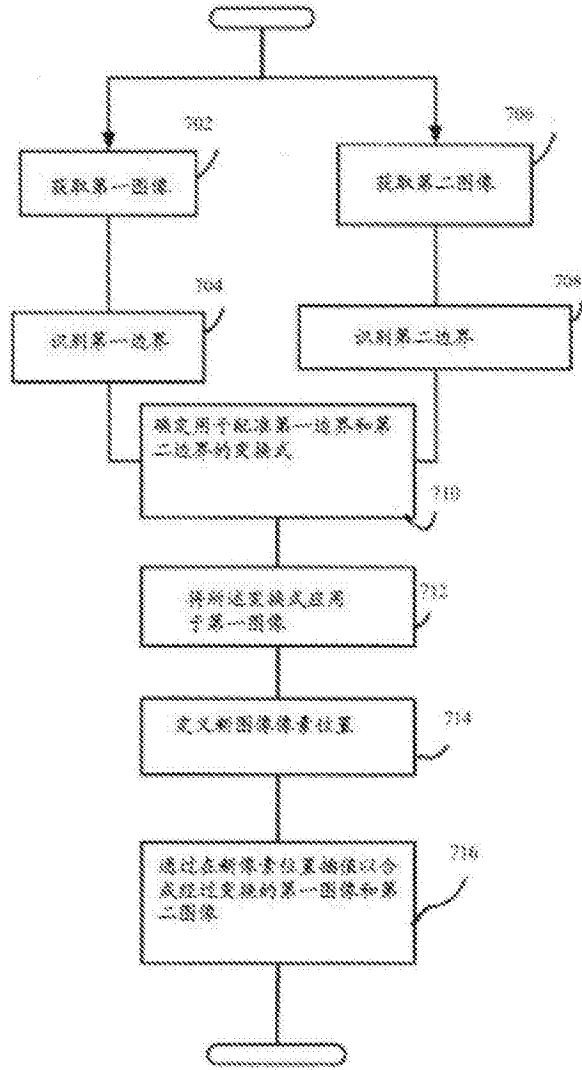 702
706
获取第一图像
获取第二图像
704
708
识别第一边界
识别第二边界
确定用于配准第一边界和第
二边界的变换式
710
将所述变换式应用
于第一图像
712
定义新图像像素位置
714
通过在新像素位置插值以合
成经过变换的第一图像和第
二图像
716